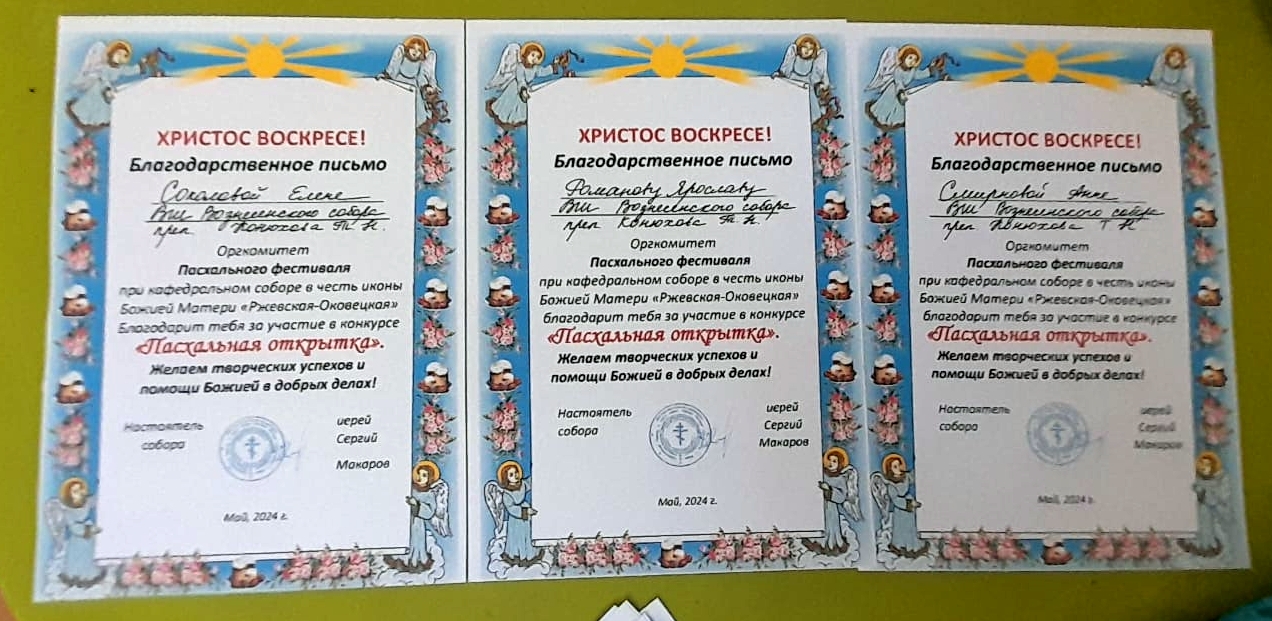 ХРИСТОС ВОСКРЕСЕ!
Благодарственное письмо
Соколовой Елене
ВШ Вознесенского собора
преп. Конюхова Т. Н.
Оргкомитет
Пасхального фестиваля
при кафедральном соборе в честь иконы
Божией Матери «Ржевская-Оковецкая»
Благодарит тебя за участие в конкурсе
«Пасхальная открытка».
Желаем творческих успехов и
помощи Божией в добрых делах!
Настоятель иерей
собора Сергий
Макаров
Май, 2024 г.
ХРИСТОС ВОСКРЕСЕ!
Благодарственное письмо
Романову Ярославу
ВШ Вознесенского собора
преп Конюхова Т. Н.
Оргкомитет
Пасхального фестиваля
при кафедральном соборе в честь иконы
Божией Матери «Ржевская-Оковецкая»
благодарит тебя за участие в конкурсе
«Пасхальная открытка».
Желаем творческих успехов и
помощи Божией в добрых делах!
Настоятель иерей
собора Сергий
Макаров
Май, 2024 г.
ХРИСТОС ВОСКРЕСЕ!
Благодарственное письмо
Смирновой Анне
ВШ Вознесенского собора
преп Конюхова Т Н
Оргкомитет
Пасхального фестиваля
при кафедральном соборе в честь иконы
Божией Матери «Ржевская-Оковецкая»
благодарит тебя за участие в конкурсе
«Пасхальная открытка».
Желаем творческих успехов и
помощи Божией в добрых делах!
Настоятель иерей
собора Сергий
Макаров
Май, 2024 г.